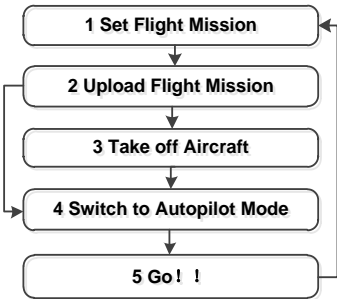 1 Set Flight Mission
2 Upload Flight Mission
3 Take off Aircraft
4 Switch to Autopilot Mode
5 Go！！